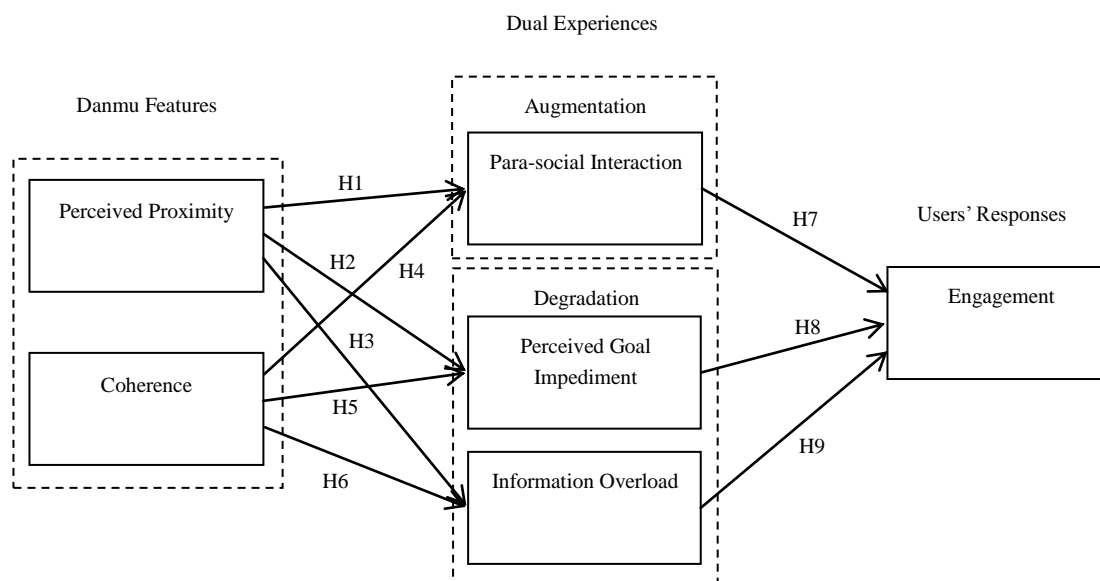 Dual Experiences
Danmu Features
Augmentation
Para-social Interaction
Perceived Proximity
H1
H7
Users’ Responses
H2
H4
Degradation
Engagement
H3
H8
Perceived Goal
Impediment
Coherence
H5
H9
H6
Information Overload